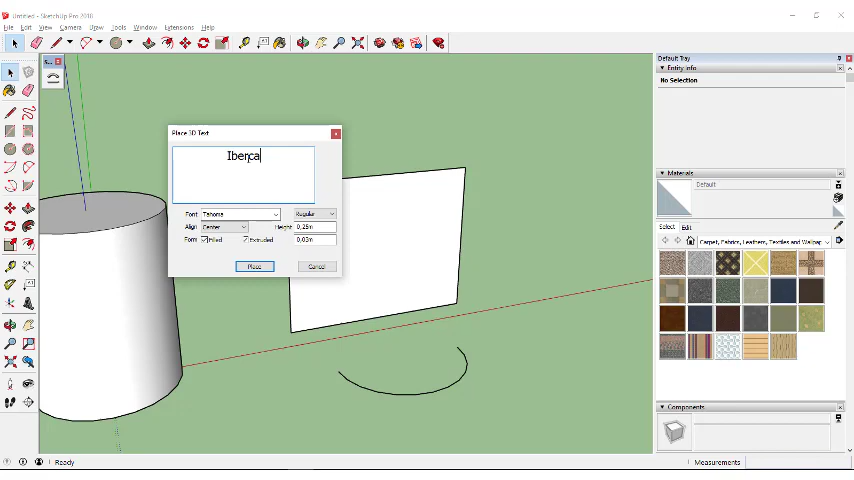 Untitled - SketchUp Pro 2018
File Edit View Camera Draw Tools Window Extensions Help
s...
Place 3D Text
Iberca
Font Tahoma Regular
Align Center Height 0,25m
Form Filled Extruded 0,03m
Place Cancel
Default Tray
Entity Info
No Selection
Materials
Default
Select Edit
Carpet, Fabrics, Leathers, Textiles and Wallpap
Components
Ready
Measurements